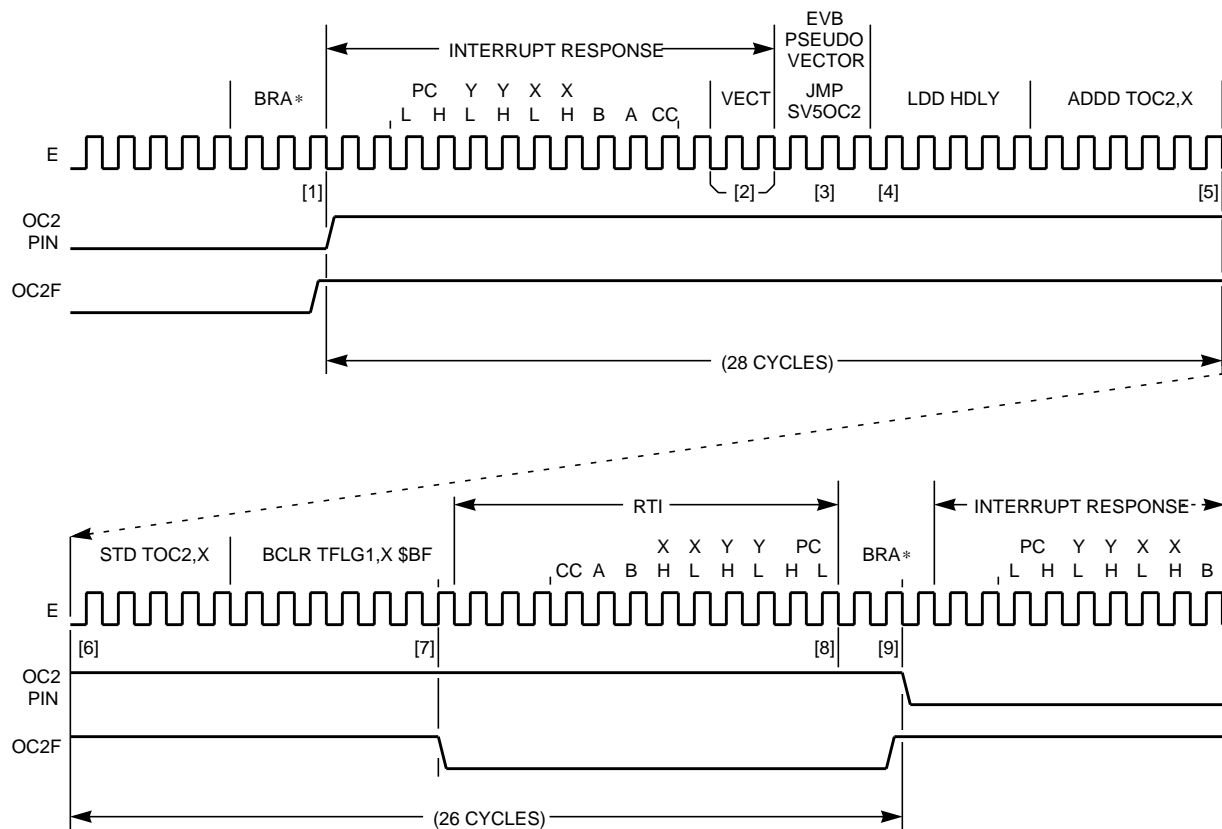 EVB
PSEUDO
VECTOR
INTERRUPT RESPONSE
BRA*
PC Y Y X X
L H L H L H B A CC
VECT
JMP
SV5OC2
LDD HDLY
ADDD TOC2,X
E
[1] [2] [3] [4] [5]
OC2
PIN
OC2F
(28 CYCLES)
RTI
INTERRUPT RESPONSE
STD TOC2,X
BCLR TFLG1,X $BF
X X Y Y PC
CC A B H L H L H L
BRA*
PC Y Y X X
L H L H L H B
E
[6] [7] [8] [9]
OC2
PIN
OC2F
(26 CYCLES)